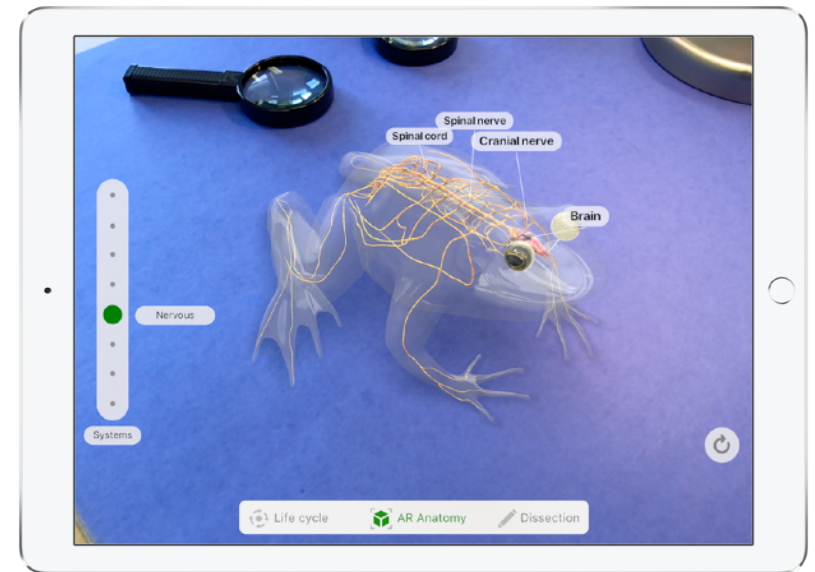 Spinal nerve
Spinal cord
Cranial nerve
Brain
Nervous
Systems
Life cycle
AR Anatomy
Dissection